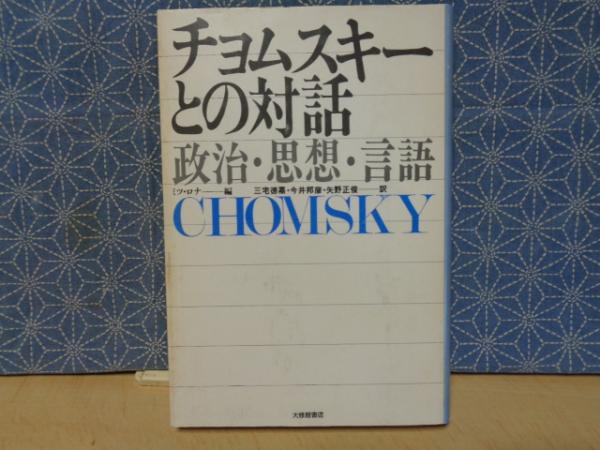 チョムスキー
との対話
政治・思想・言語
ミツ・ロナ──編 三宅徳嘉・今井邦彦・矢野正俊──訳
CHOMSKY
大修館書店